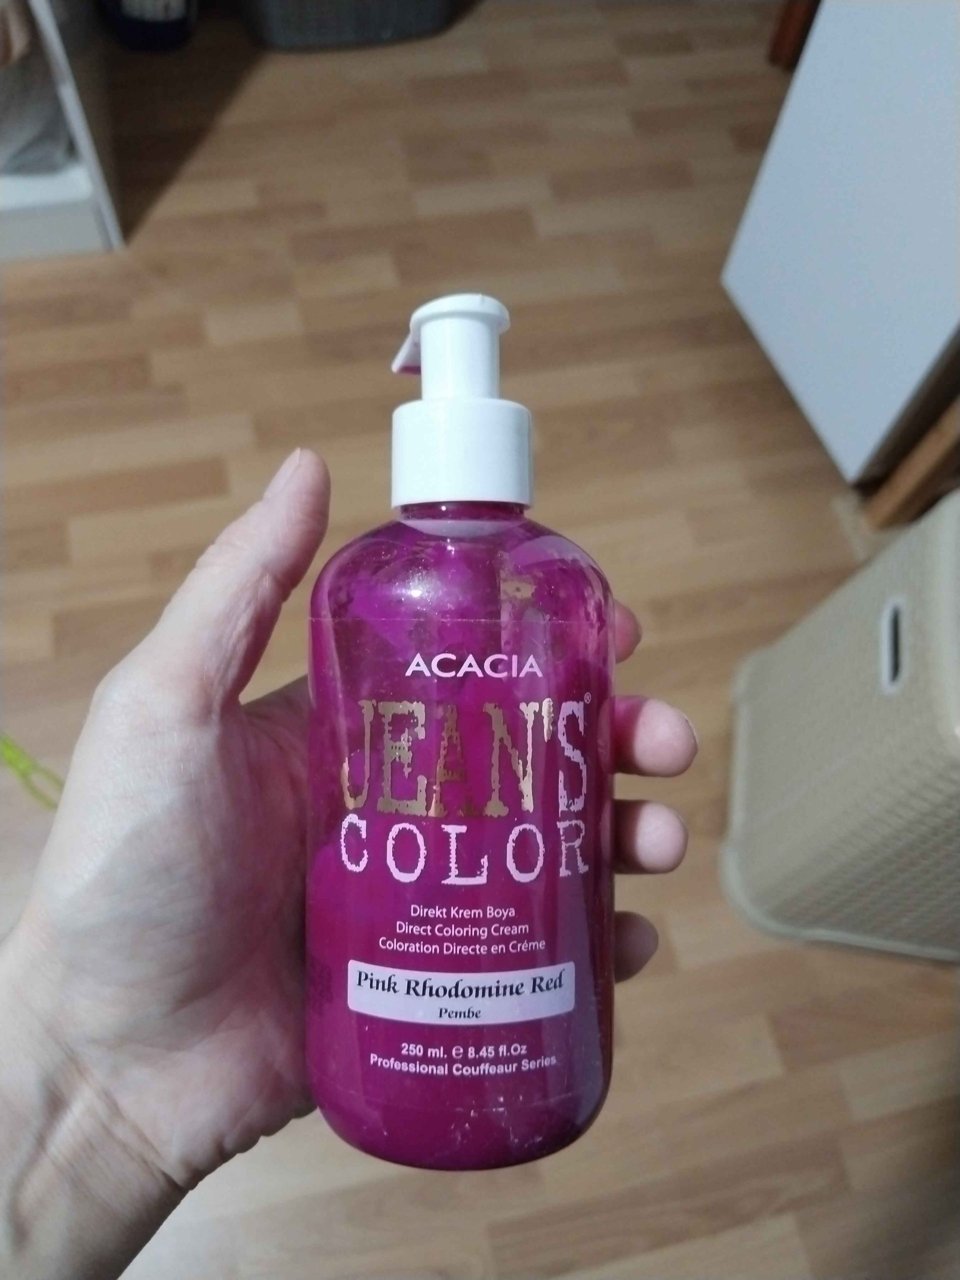 ACACIA
JEAN'S®
COLOR
Direkt Krem Boya
Direct Coloring Cream
Coloration Directe en Créme
Pink Rhodomine Red
Pembe
250 ml. ℮ 8.45 fl.Oz
Professional Couffeaur Series